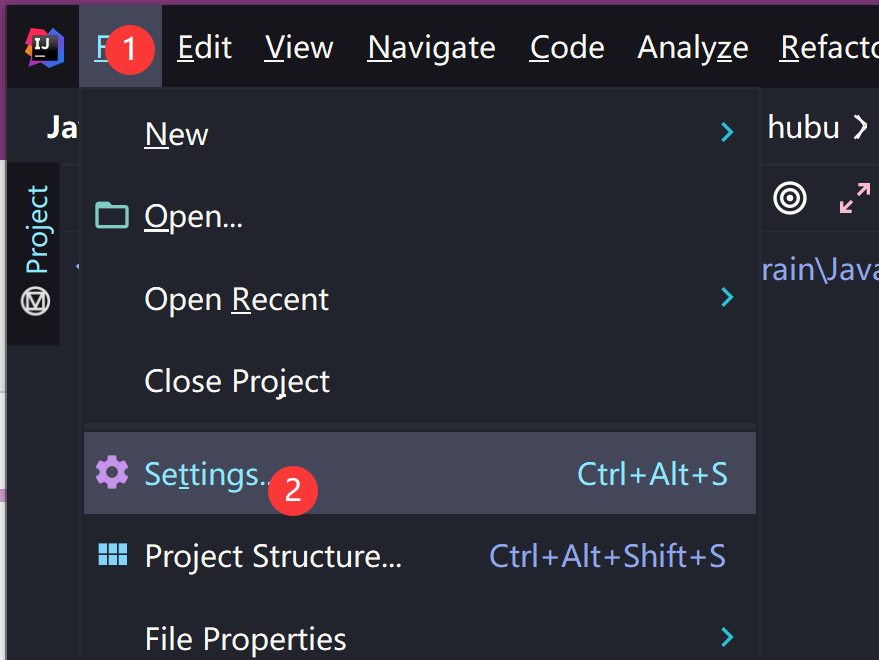 IJ
1 Edit View Navigate Code Analyze Refacto
Ja
hubu
New
Project
Open...
rain\Java
Open Recent
Close Project
Settings.. Ctrl+Alt+S
2
Project Structure... Ctrl+Alt+Shift+S
File Properties